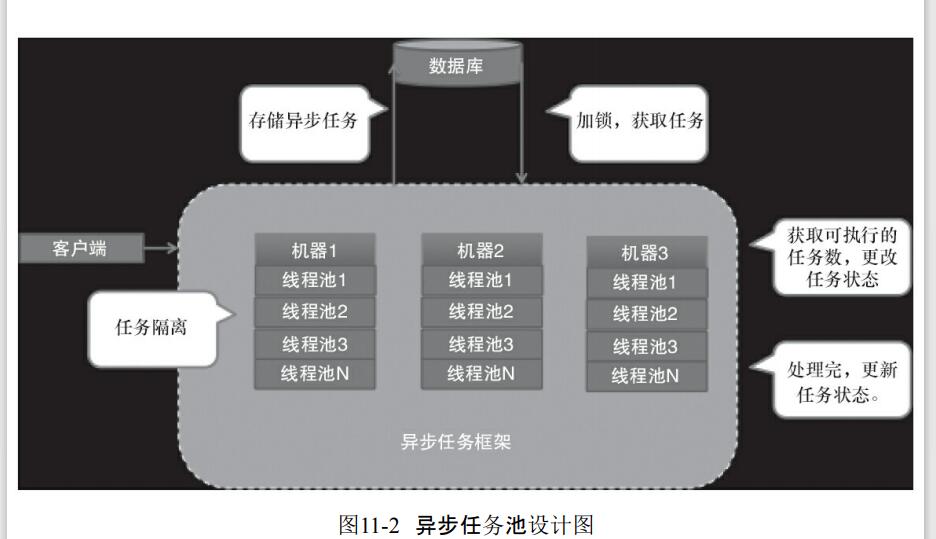 数据库
存储异步任务
加锁，获取任务
客户端
机器1
线程池1
线程池2
线程池3
线程池N
机器2
线程池1
线程池2
线程池3
线程池N
机器3
线程池1
线程池2
线程池3
线程池N
任务隔离
获取可执行的
任务数，更改
任务状态
处理完，更新
任务状态。
异步任务框架
图11-2 异步任务池设计图